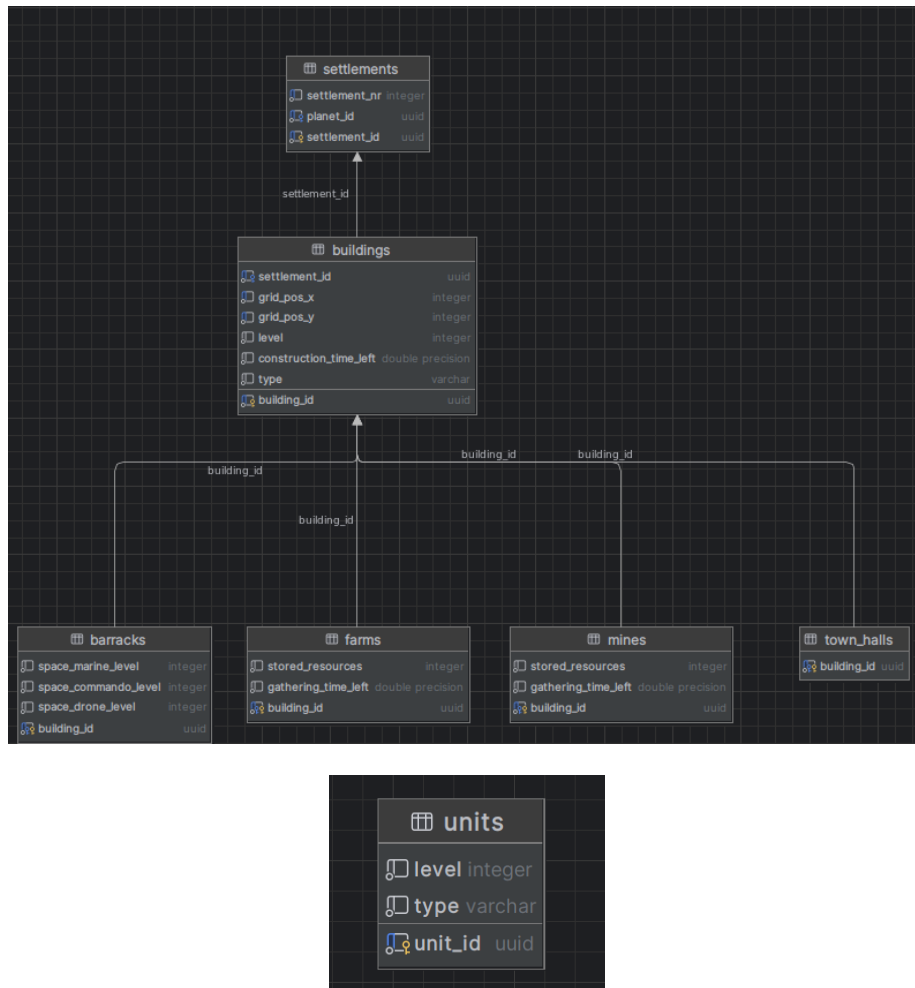 settlements
settlement_nr integer
planet_id uuid
settlement_id uuid
settlement_id
buildings
settlement_id uuid
grid_pos_x integer
grid_pos_y integer
level integer
construction_time_left double precision
type varchar
building_id uuid
building_id building_id
building_id
building_id
barracks
space_marine_level integer
space_commando_level integer
space_drone_level integer
building_id uuid
farms
stored_resources integer
gathering_time_left double precision
building_id uuid
mines
stored_resources integer
gathering_time_left double precision
building_id uuid
town_halls
building_id uuid
units
level integer
type varchar
unit_id uuid